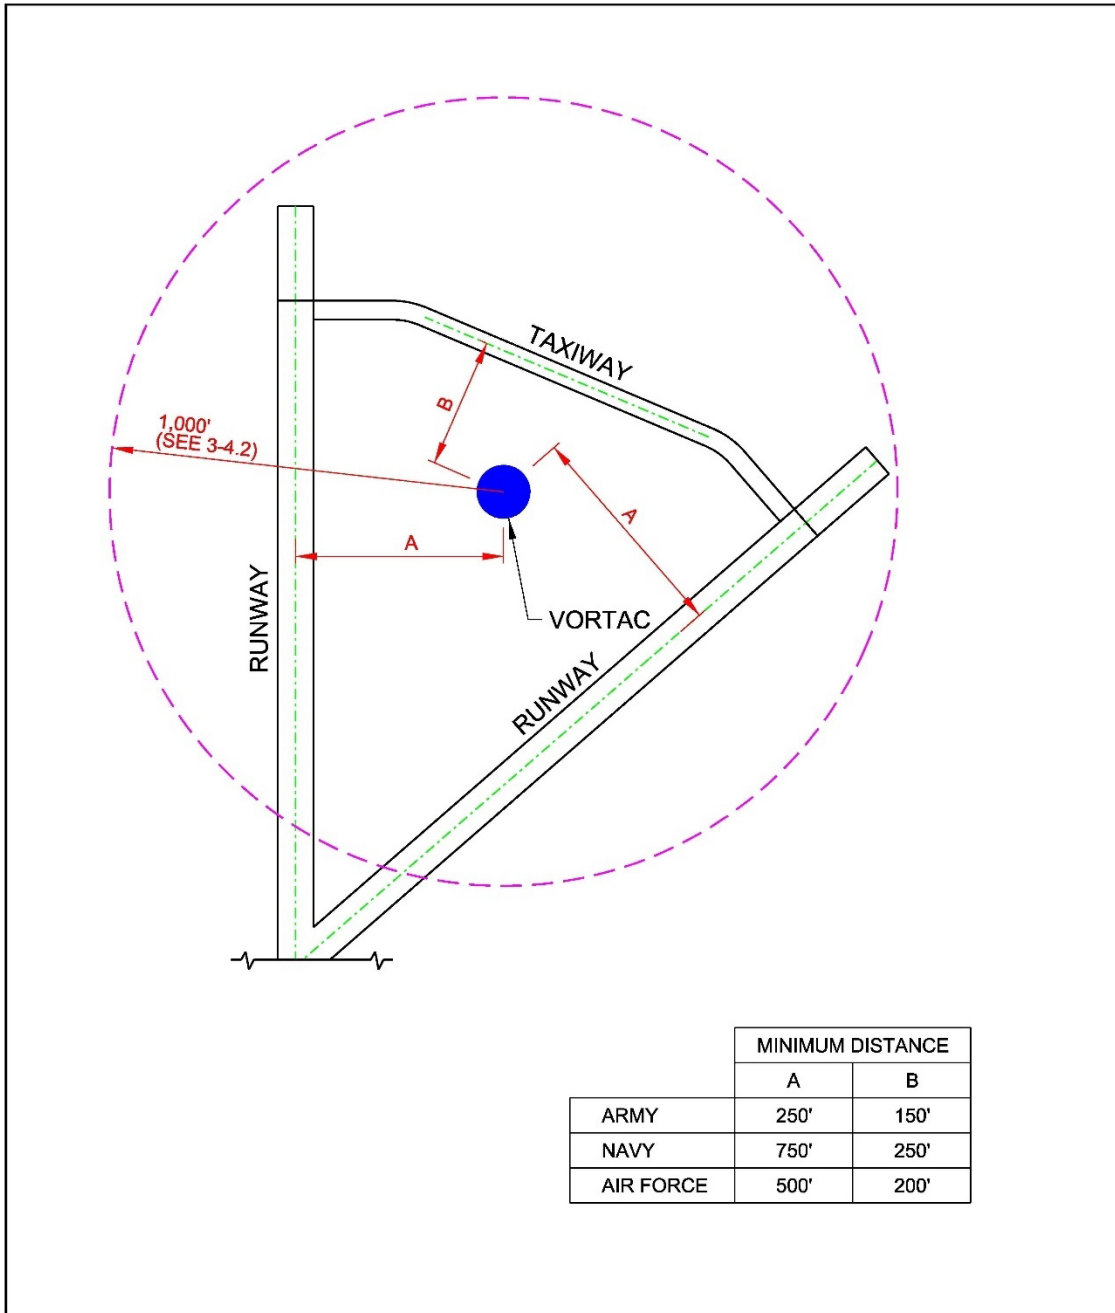 TAXIWAY
B
1,000'
(SEE 3-4.2)
A
A
RUNWAY
VORTAC
RUNWAY
MINIMUM DISTANCE
A B
ARMY 250' 150'
NAVY 750' 250'
AIR FORCE 500' 200'